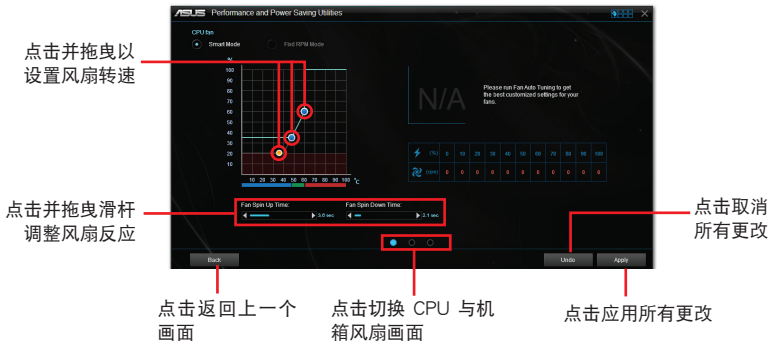 ASUS Performance and Power Saving Utilities
CPU fan
Smart Mode
Fixd RPM Mode
%
100
90
80
70
60
50
40
30
20
10
10 20 30 40 50 60 70 80 90 100 °C
N/A
Please run Fan Auto Tuning to get
the best customized settings for your
fans.
(%) 0 10 20 30 40 50 60 70 80 90 100
(rpm) 0 0 0 0 0 0 0 0 0 0 0
Fan Spin Up Time:
3.6 sec
Fan Spin Down Time:
2.1 sec
Back
Undo
Apply
点击并拖曳以
设置风扇转速
点击并拖曳滑杆
调整风扇反应
点击取消
所有更改
点击返回上一个
画面
点击切换 CPU 与机
箱风扇画面
点击应用所有更改